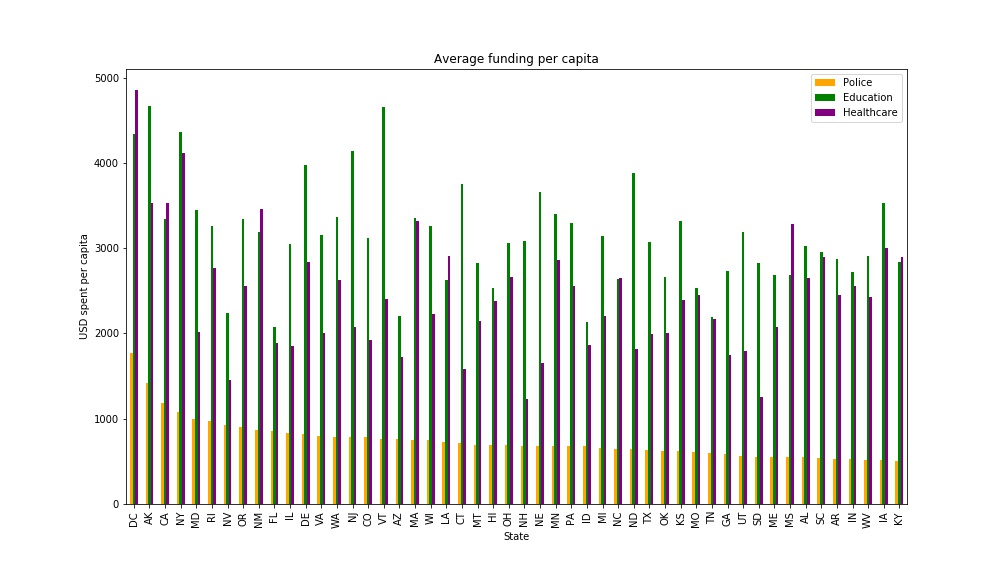 Average funding per capita
Police
Education
Healthcare
5000
4000
3000
2000
1000
0
USD spent per capita
DC AK CA NY MD RI NV OR NM FL IL DE VA WA NJ CO VT AZ MA WI LA CT MT HI OH NH NE MN PA ID MI NC ND TX OK KS MO TN GA UT SD ME MS AL SC AR IN WV IA KY
State